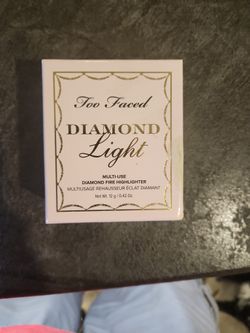 Too Faced
DIAMOND
Light
MULTI-USE
DIAMOND FIRE HIGHLIGHTER
MULTIUSAGE REHAUSSEUR ÉCLAT DIAMANT
Net Wt. 12 g / 0.42 Oz.